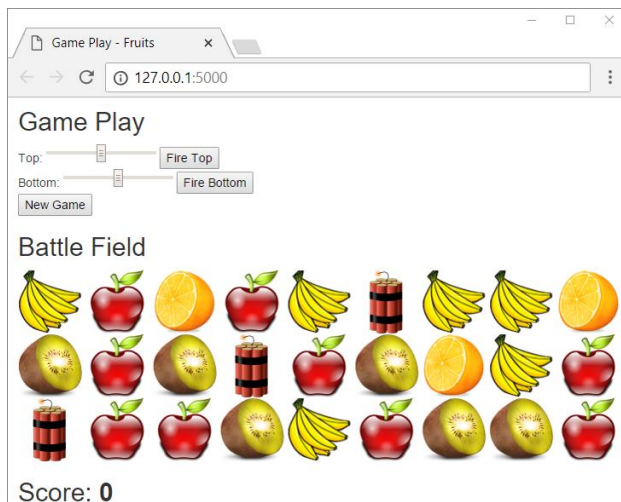 Game Play - Fruits
127.0.0.1:5000
Game Play
Top: Fire Top
Bottom: Fire Bottom
New Game
Battle Field
Score: 0